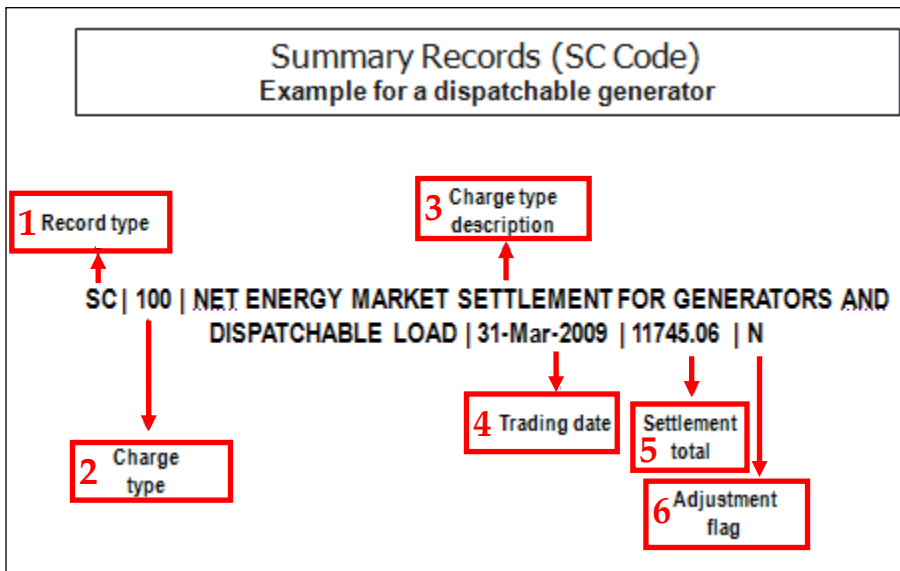 Summary Records (SC Code)
Example for a dispatchable generator
1 Record type
3 Charge type
description
SC | 100 | NET ENERGY MARKET SETTLEMENT FOR GENERATORS AND
DISPATCHABLE LOAD | 31-Mar-2009 | 11745.06 | N
4 Trading date
Settlement
5 total
2 Charge
type
6 Adjustment
flag